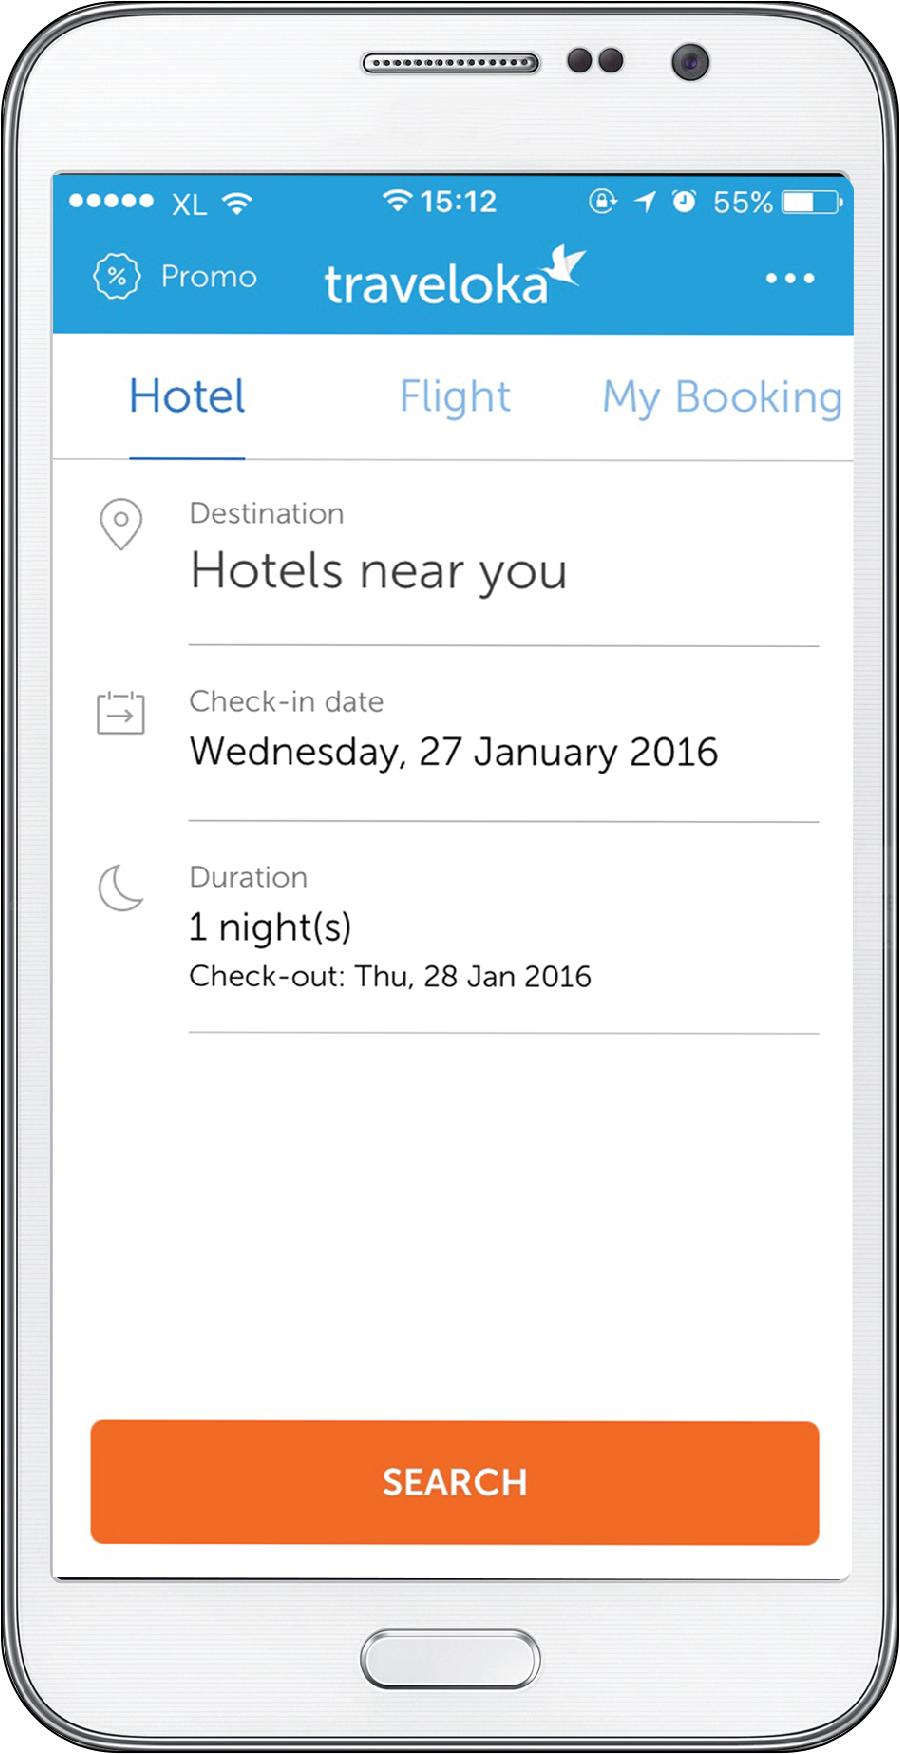 XL 15:12 55%
% Promo traveloka
Hotel Flight My Booking
Destination
Hotels near you
Check-in date
Wednesday, 27 January 2016
Duration
1 night(s)
Check-out: Thu, 28 Jan 2016
SEARCH